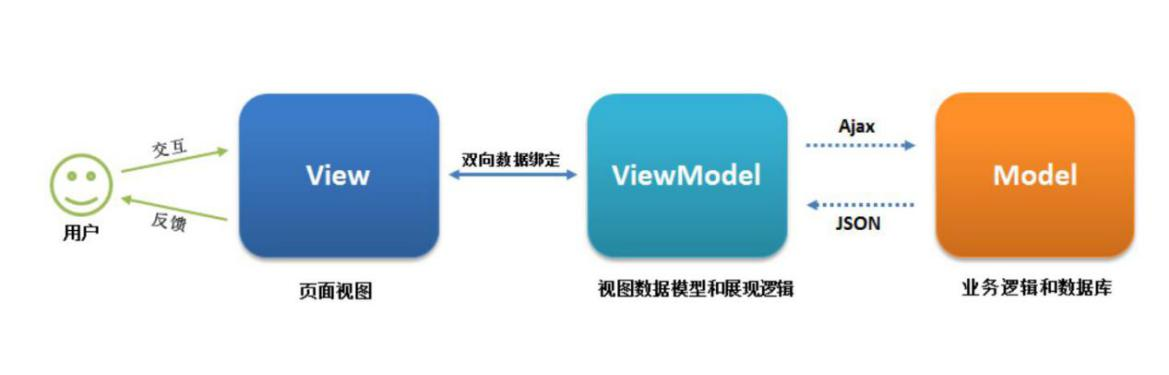 交互
反馈
用户
View
页面视图
双向数据绑定
ViewModel
视图数据模型和展现逻辑
Ajax
JSON
Model
业务逻辑和数据库